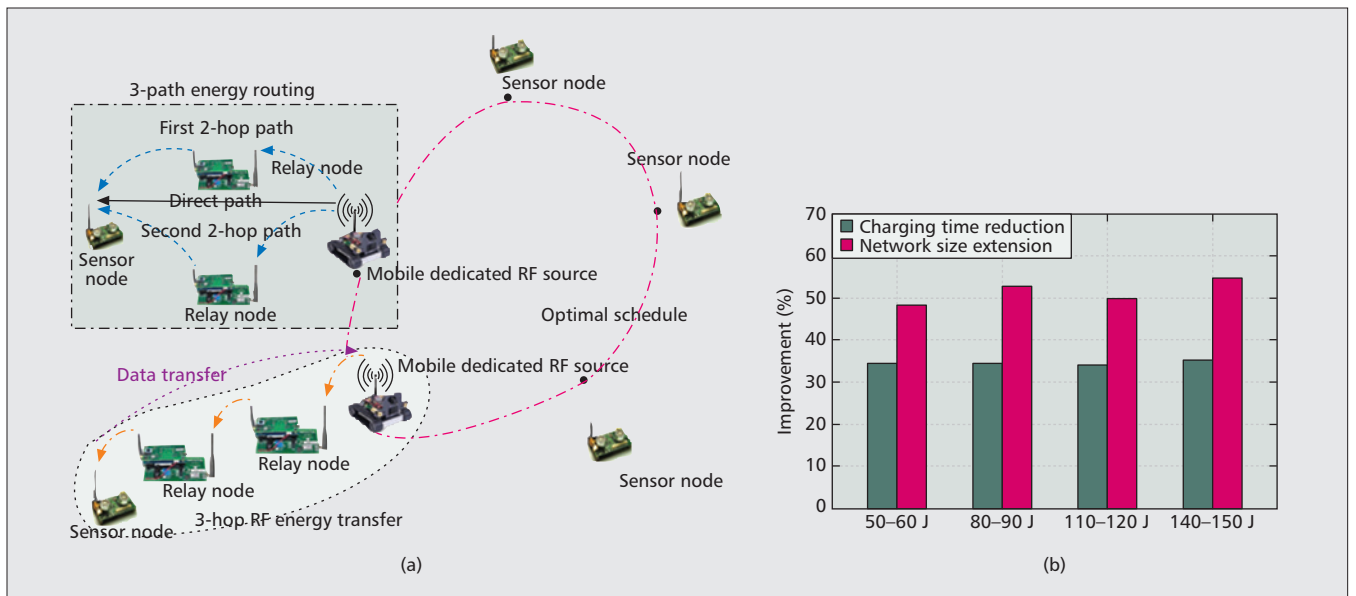 3-path energy routing
First 2-hop path
Relay node
Direct path
Second 2-hop path
Sensor
node
Relay node
Mobile dedicated RF source
Sensor node
Sensor node
Optimal schedule
Sensor node
Data transfer
Mobile dedicated RF source
Relay node
Relay node
Sensor node
3-hop RF energy transfer
(a)
Charging time reduction
Network size extension
Improvement (%)
70
60
50
40
30
20
10
0
50–60 J
80–90 J
110–120 J
140–150 J
(b)